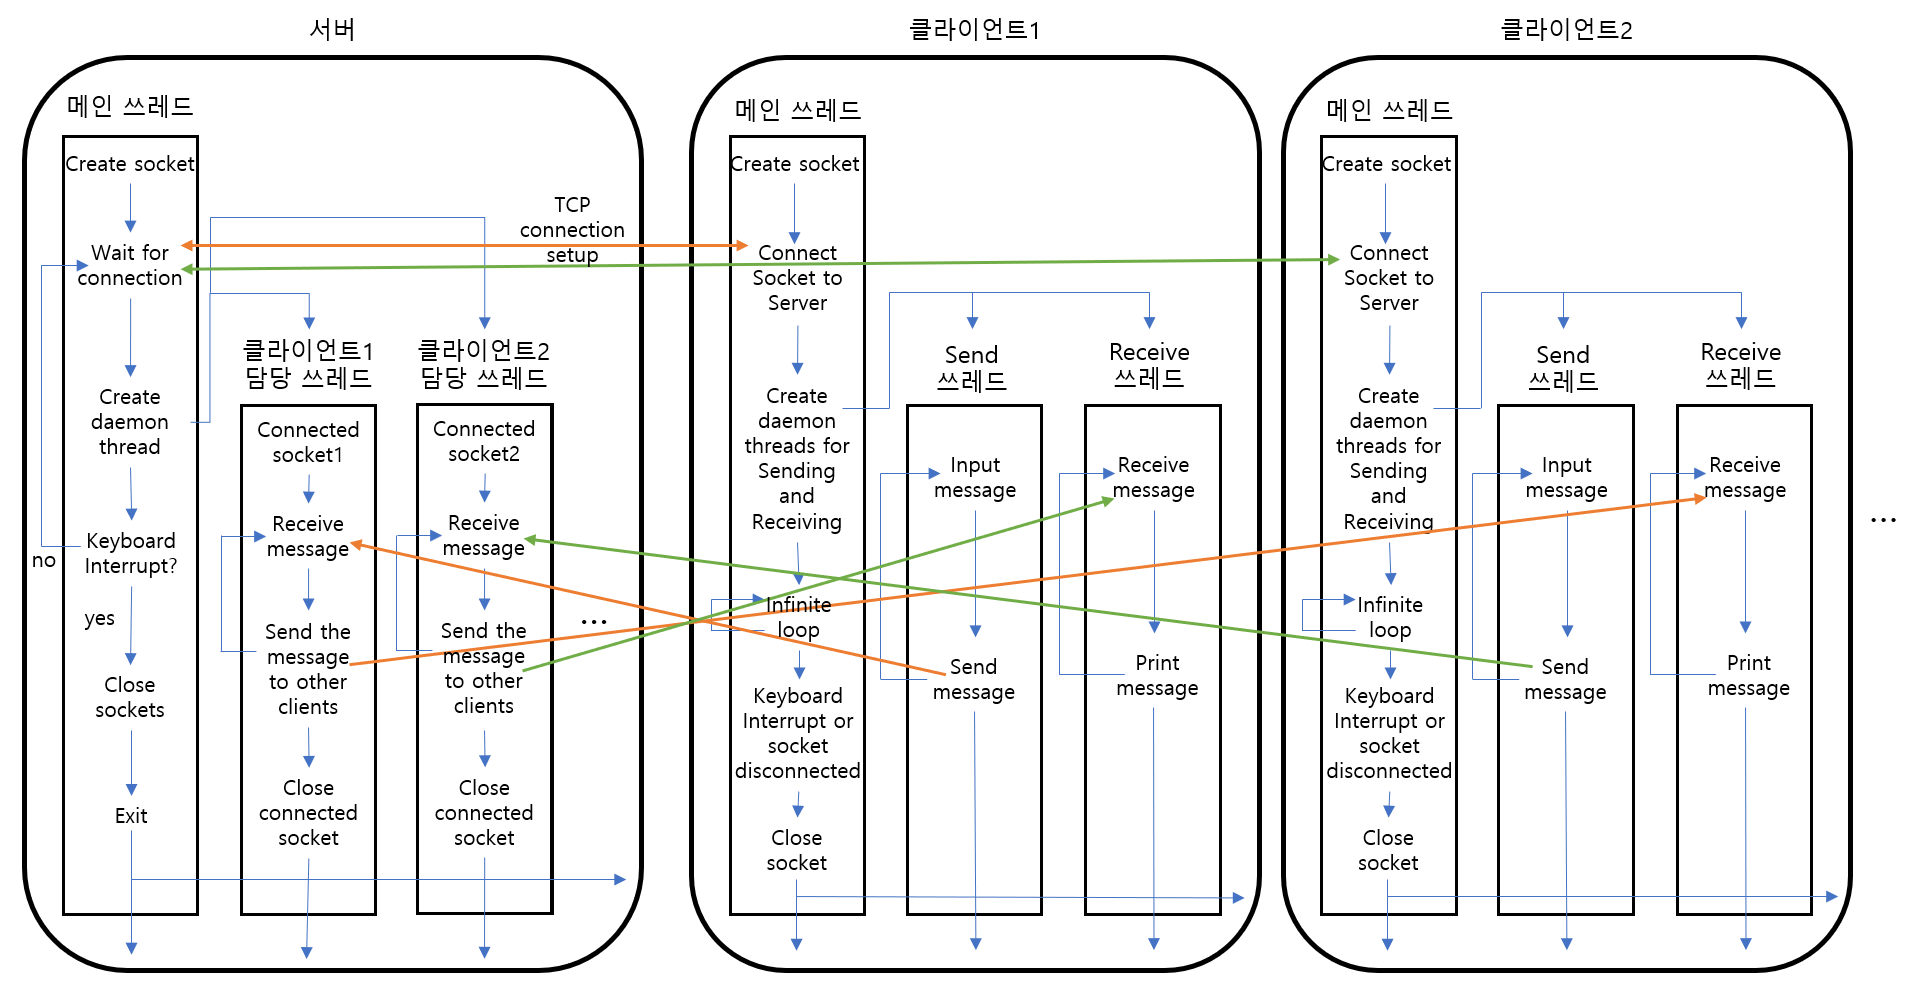 서버
메인 쓰레드
Create socket
Wait for
connection
Create
daemon
thread
Keyboard
Interrupt?
no
yes
Close
sockets
Exit
TCP
connection
setup
클라이언트1
담당 쓰레드
Connected
socket1
Receive
message
Send the
message
to other
clients
Close
connected
socket
클라이언트2
담당 쓰레드
Connected
socket2
Receive
message
Send the
message
to other
clients
Close
connected
socket
...
클라이언트1
메인 쓰레드
Create socket
Connect
Socket to
Server
Create
daemon
threads for
Sending
and
Receiving
Infinite
loop
Keyboard
Interrupt or
socket
disconnected
Close
socket
Send
쓰레드
Input
message
Send
message
Receive
쓰레드
Receive
message
Print
message
클라이언트2
메인 쓰레드
Create socket
Connect
Socket to
Server
Create
daemon
threads for
Sending
and
Receiving
Infinite
loop
Keyboard
Interrupt or
socket
disconnected
Close
socket
Send
쓰레드
Input
message
Send
message
Receive
쓰레드
Receive
message
Print
message
...